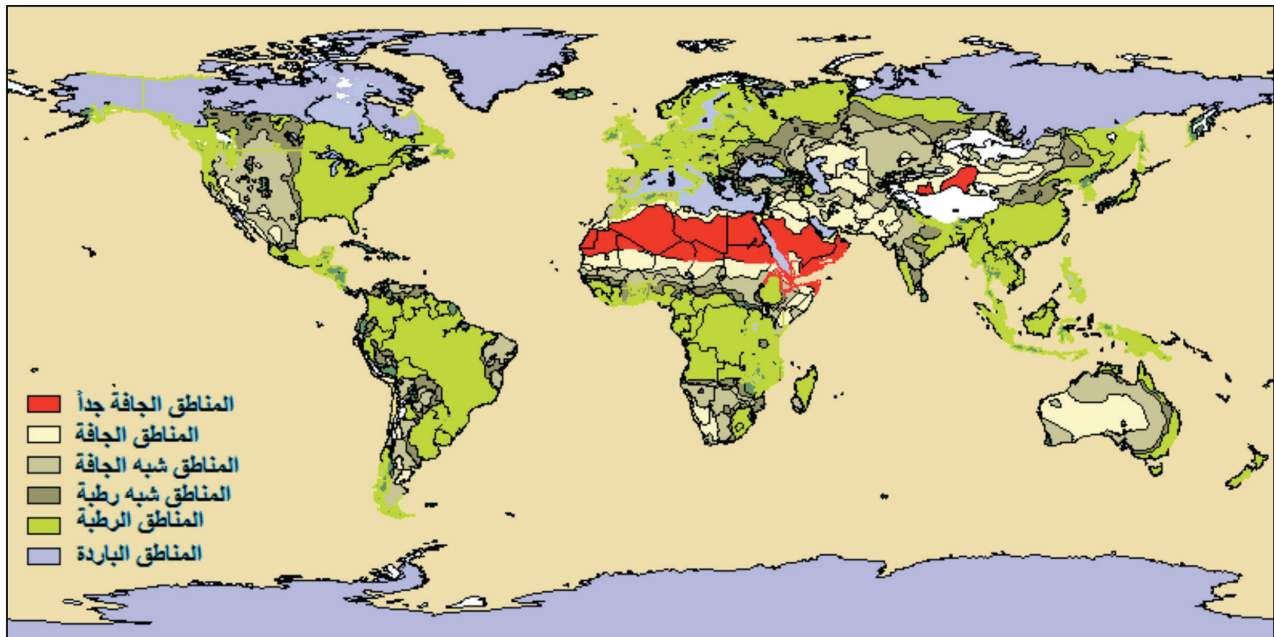 المناطق الجافة جداً
المناطق الجافة
المناطق شبه الجافة
المناطق شبه رطبة
المناطق الرطبة
المناطق الباردة